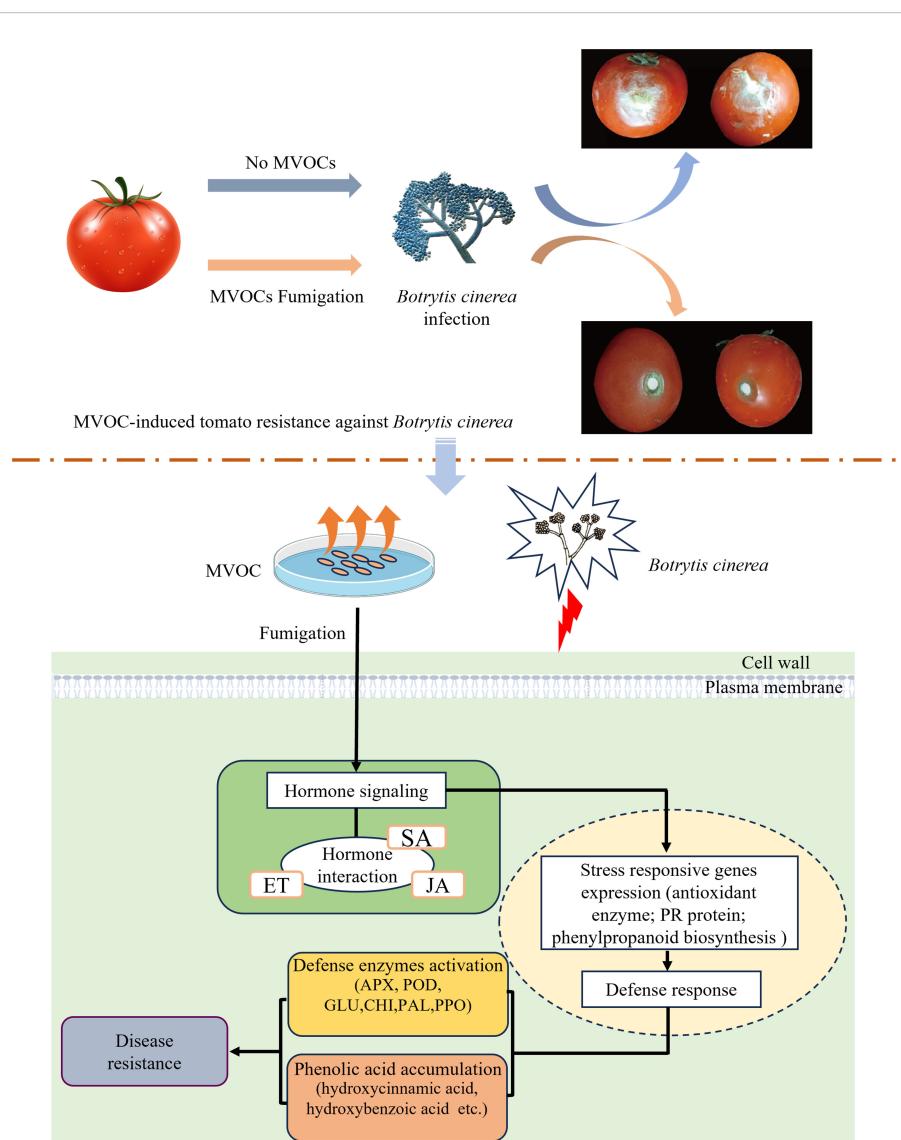 No MVOCs
MVOCs Fumigation
Botrytis cinerea
infection
MVOC-induced tomato resistance against Botrytis cinerea
MVOC
Botrytis cinerea
Fumigation
Cell wall
Plasma membrane
Hormone signaling
SA
Hormone
interaction
ET
JA
Stress responsive genes
expression (antioxidant
enzyme; PR protein;
phenylpropanoid biosynthesis )
Defense response
Defense enzymes activation
(APX, POD,
GLU,CHI,PAL,PPO)
Disease
resistance
Phenolic acid accumulation
(hydroxycinnamic acid,
hydroxybenzoic acid etc.)